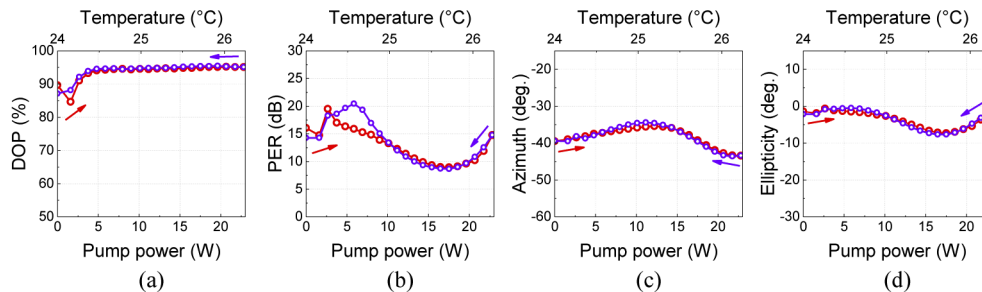 Temperature (°C)
24 25 26
100
90
80
70
60
50
DOP (%)
0 5 10 15 20
Pump power (W)
(a)
Temperature (°C)
24 25 26
30
25
20
15
10
5
0
PER (dB)
0 5 10 15 20
Pump power (W)
(b)
Temperature (°C)
24 25 26
-20
-30
-40
-50
-60
Azimuth (deg.)
0 5 10 15 20
Pump power (W)
(c)
Temperature (°C)
24 25 26
10
0
-10
-20
-30
Ellipticity (deg.)
0 5 10 15 20
Pump power (W)
(d)